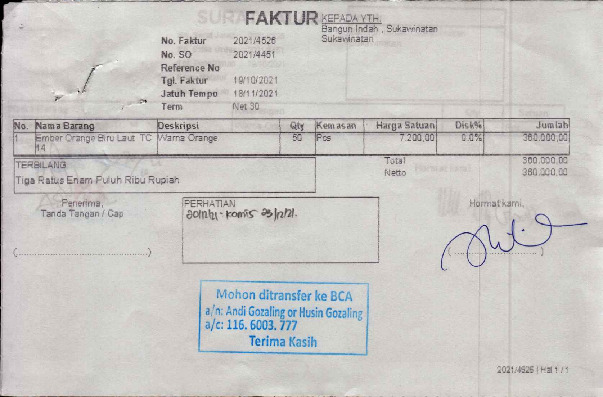 FAKTUR
KEPADA YTH:
Bangun Indah , Sukawinatan
Sukawinatan
No. Faktur 2021/4526
No. SO 2021/4451
Reference No
Tgl. Faktur 19/10/2021
Jatuh Tempo 18/11/2021
Term Net 30
No. Nama Barang Deskripsi Qty Kemasan Harga Satuan Disk% Jumlah
1 Ember Orange Biru Laut TC Warna Orange 50 Pcs 7.200,00 0.0% 360.000,00
14
TERBILANG
Tiga Ratus Enam Puluh Ribu Rupiah
Total 360.000,00
Netto 360.000,00
Penerima,
Tanda Tangan / Cap
PERHATIAN
Hormat kami,
(....................................)
Mohon ditransfer ke BCA
a/n: Andi Gozaling or Husin Gozaling
a/c: 116. 6003. 777
Terima Kasih
2021/4526 | Hal 1 / 1